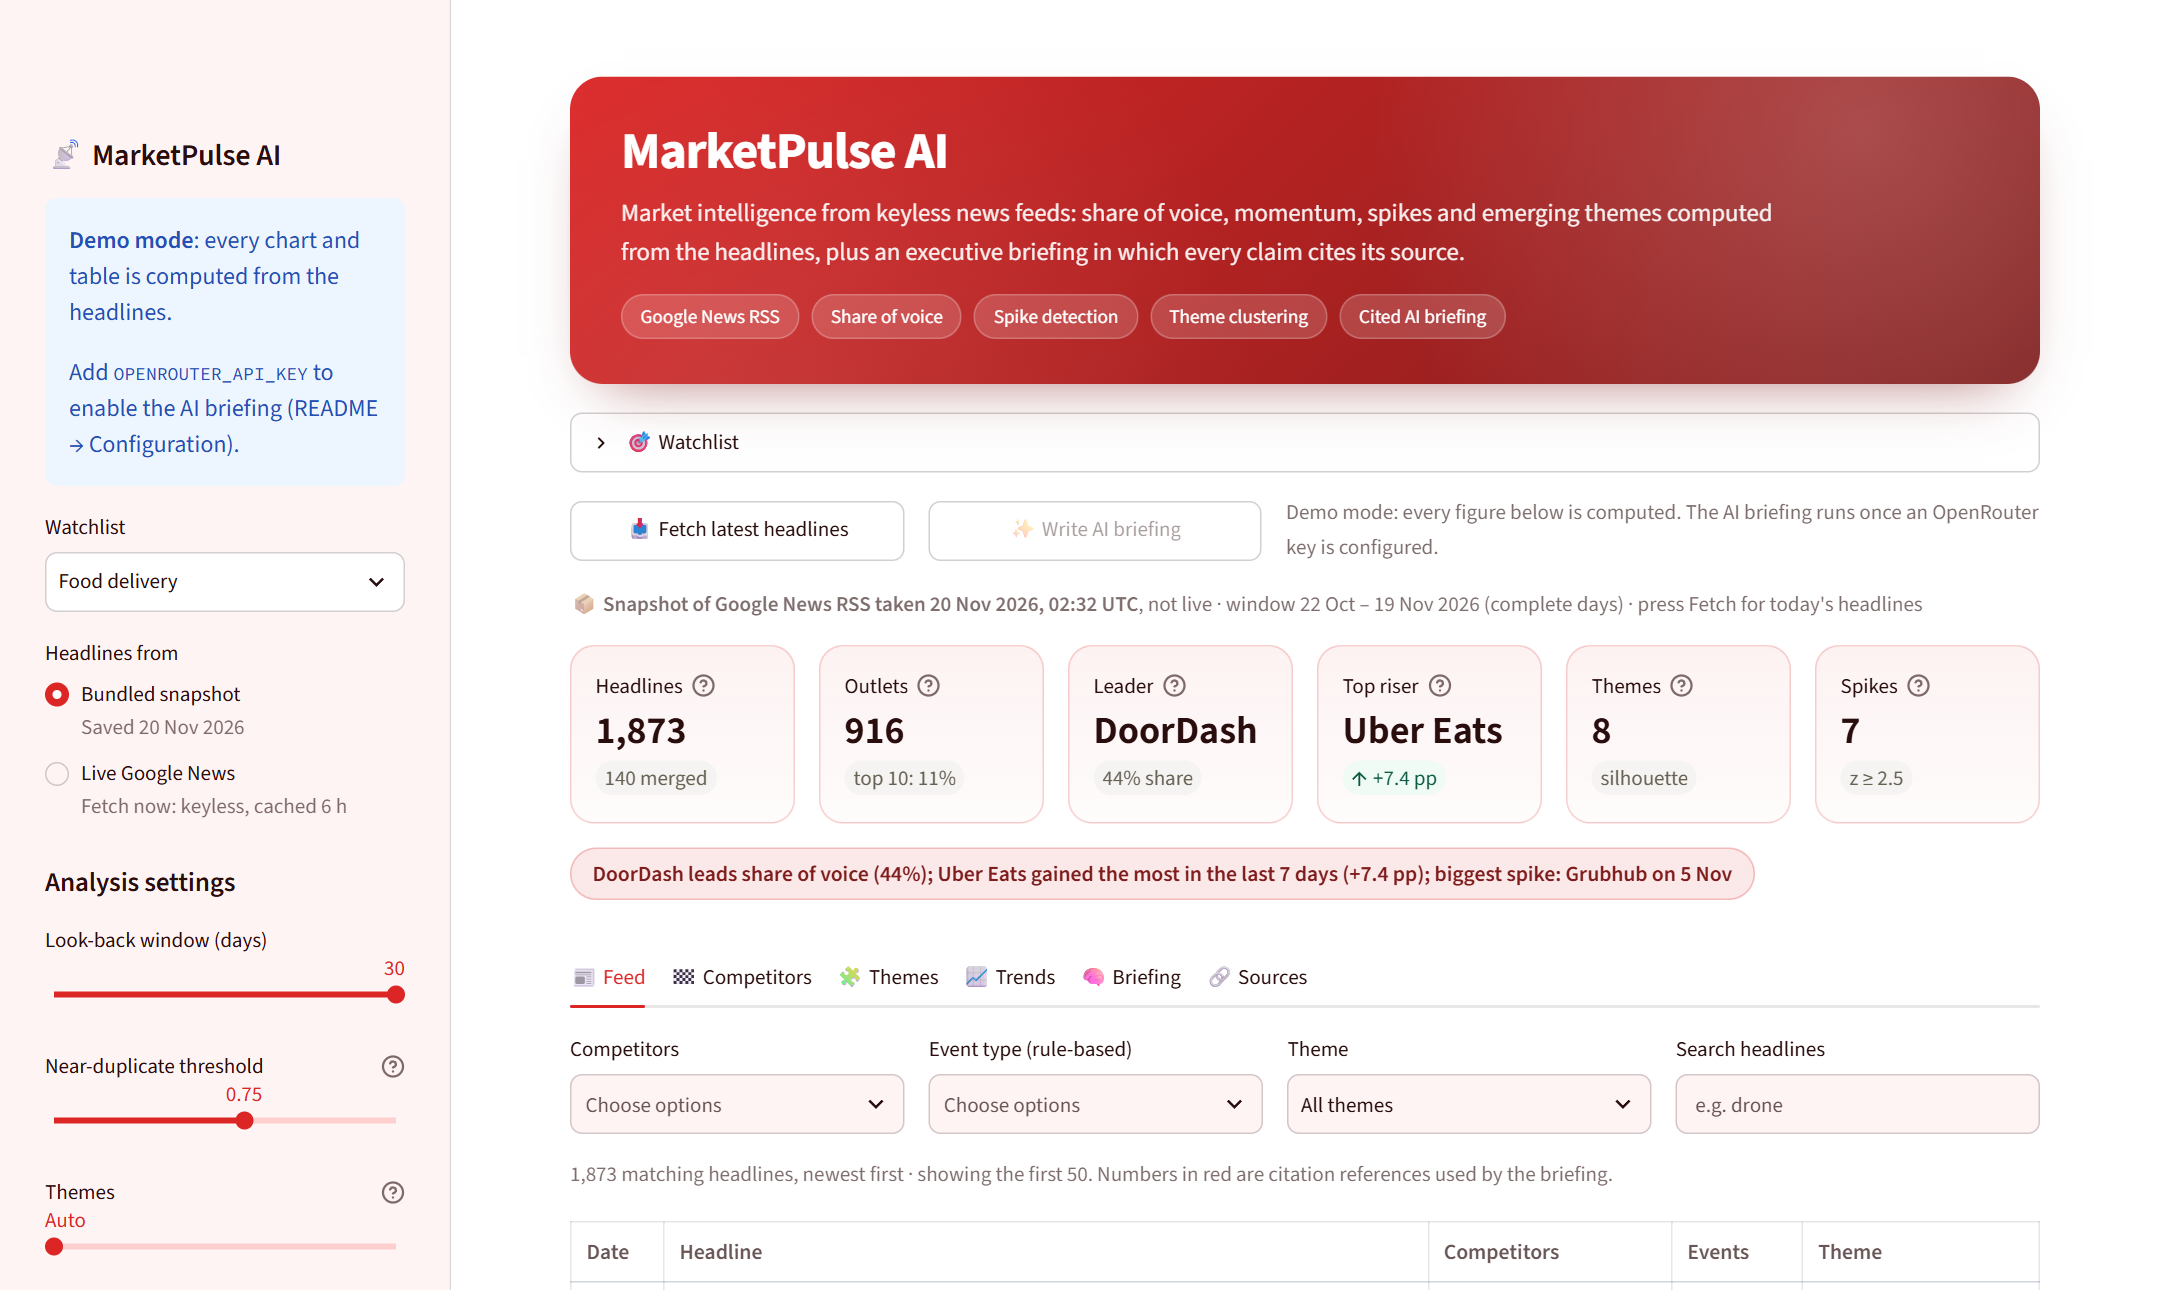 MarketPulse AI
Demo mode: every chart and
table is computed from the
headlines.
Add OPENROUTER_API_KEY to
enable the AI briefing (README
→ Configuration).
Watchlist
Food delivery
Headlines from
Bundled snapshot
Saved 20 Nov 2026
Live Google News
Fetch now: keyless, cached 6 h
Analysis settings
Look-back window (days)
30
Near-duplicate threshold
0.75
Themes
Auto
MarketPulse AI
Market intelligence from keyless news feeds: share of voice, momentum, spikes and emerging themes computed
from the headlines, plus an executive briefing in which every claim cites its source.
Google News RSS
Share of voice
Spike detection
Theme clustering
Cited AI briefing
Watchlist
Fetch latest headlines
Write AI briefing
Demo mode: every figure below is computed. The AI briefing runs once an OpenRouter
key is configured.
Snapshot of Google News RSS taken 20 Nov 2026, 02:32 UTC, not live · window 22 Oct – 19 Nov 2026 (complete days) · press Fetch for today's headlines
Headlines
1,873
140 merged
Outlets
916
top 10: 11%
Leader
DoorDash
44% share
Top riser
Uber Eats
↑ +7.4 pp
Themes
8
silhouette
Spikes
7
z ≥ 2.5
DoorDash leads share of voice (44%); Uber Eats gained the most in the last 7 days (+7.4 pp); biggest spike: Grubhub on 5 Nov
Feed
Competitors
Themes
Trends
Briefing
Sources
Competitors
Choose options
Event type (rule-based)
Choose options
Theme
All themes
Search headlines
e.g. drone
1,873 matching headlines, newest first · showing the first 50. Numbers in red are citation references used by the briefing.
Date
Headline
Competitors
Events
Theme